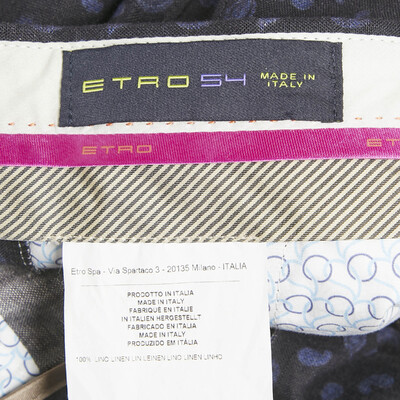 ETRO 54 MADE IN
ITALY
ETRO
ETRO
Etro Spa - Via Spartaco 3 - 20135 Milano - ITALIA
PRODOTTO IN ITALIA
MADE IN ITALY
FABRIQUÉ EN ITALIE
IN ITALIEN HERGESTELLT
FABRICADO EN ITALIA
MADE IN ITALY
PRODUZIDO EM ITÁLIA
100% LINO LINEN LIN LEINEN LINO LINEN LINHO